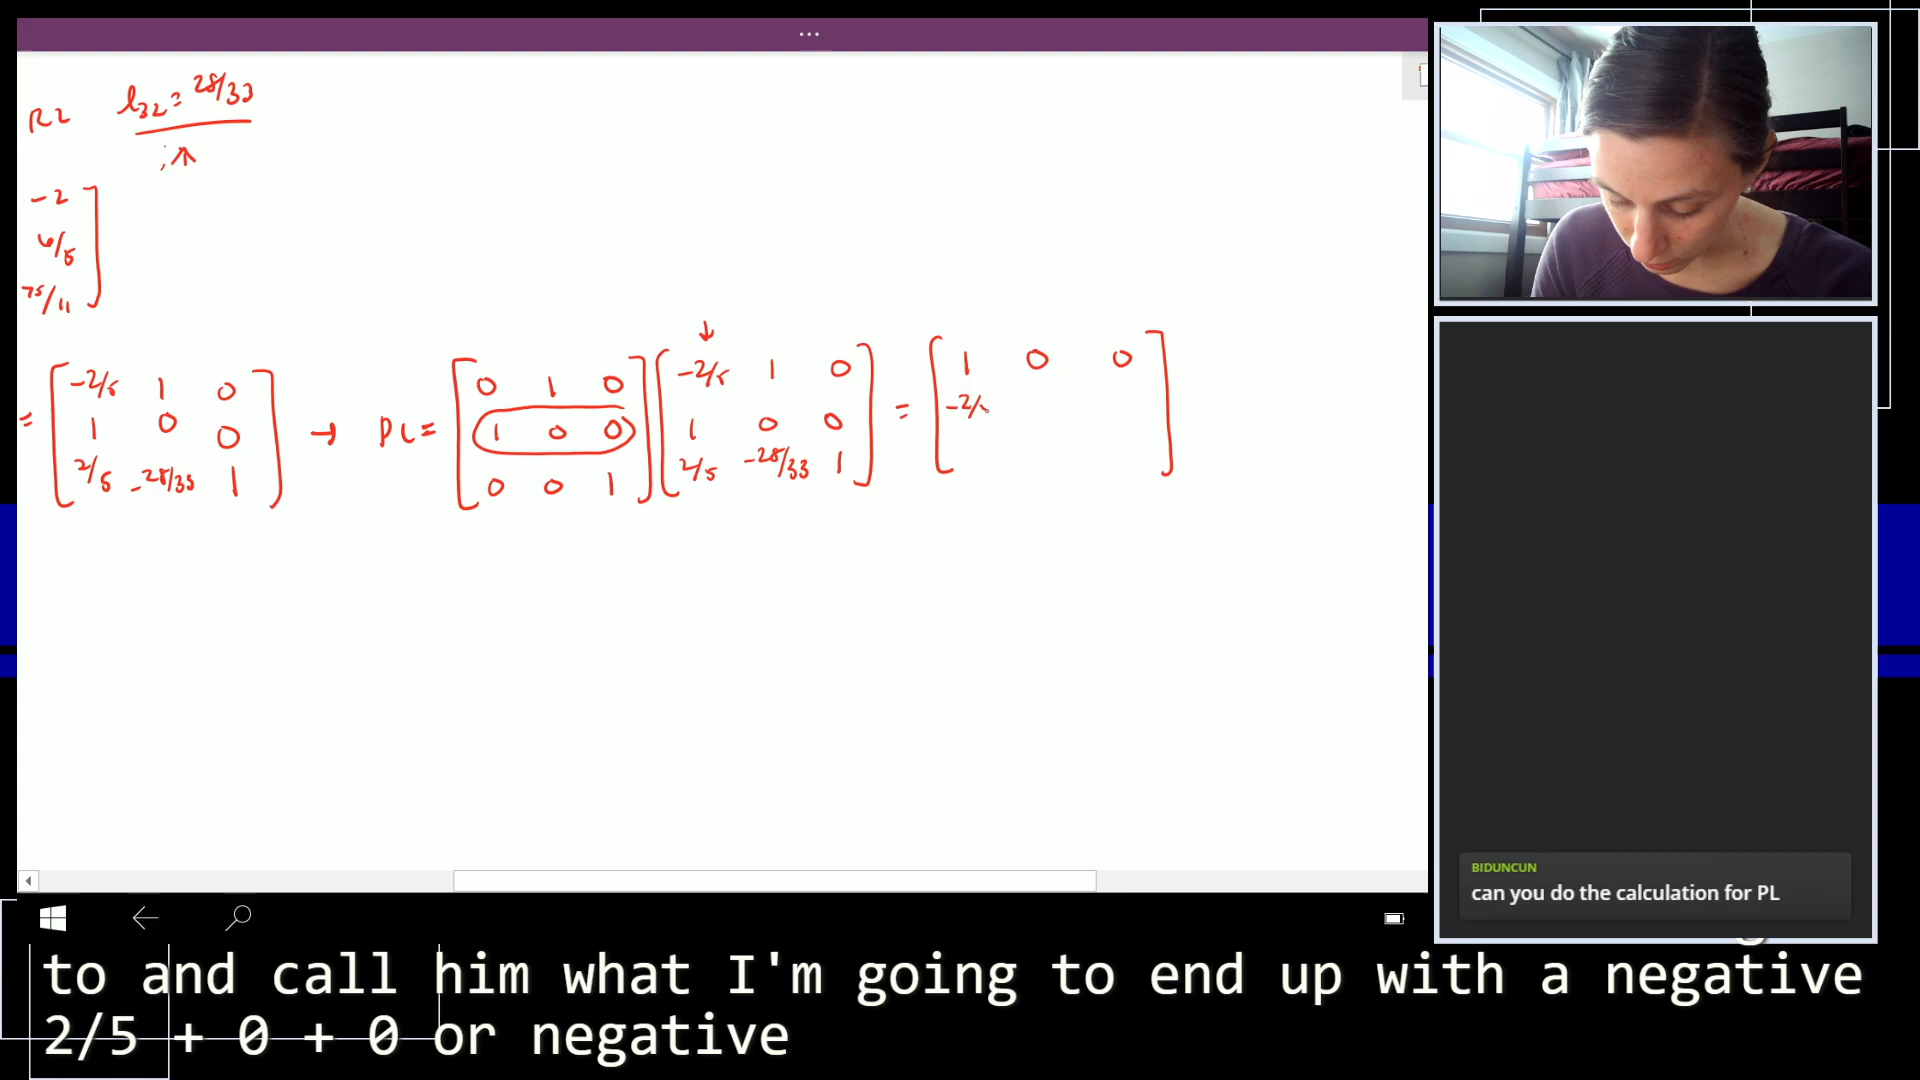 ...
R2 l32 = 28/33
-2
6/5
75/11
= [ -2/5 1 0 → PL = [ 0 1 0 ] [ -2/5 1 0 ] = [ 1 0 0 ]
1 0 0 1 0 0 1 0 0 -2/
2/5 -28/33 1 ] 0 0 1 2/5 -28/33 1
BIDUNCUN
can you do the calculation for PL
to and call him what I'm going to end up with a negative
2/5 + 0 + 0 or negative